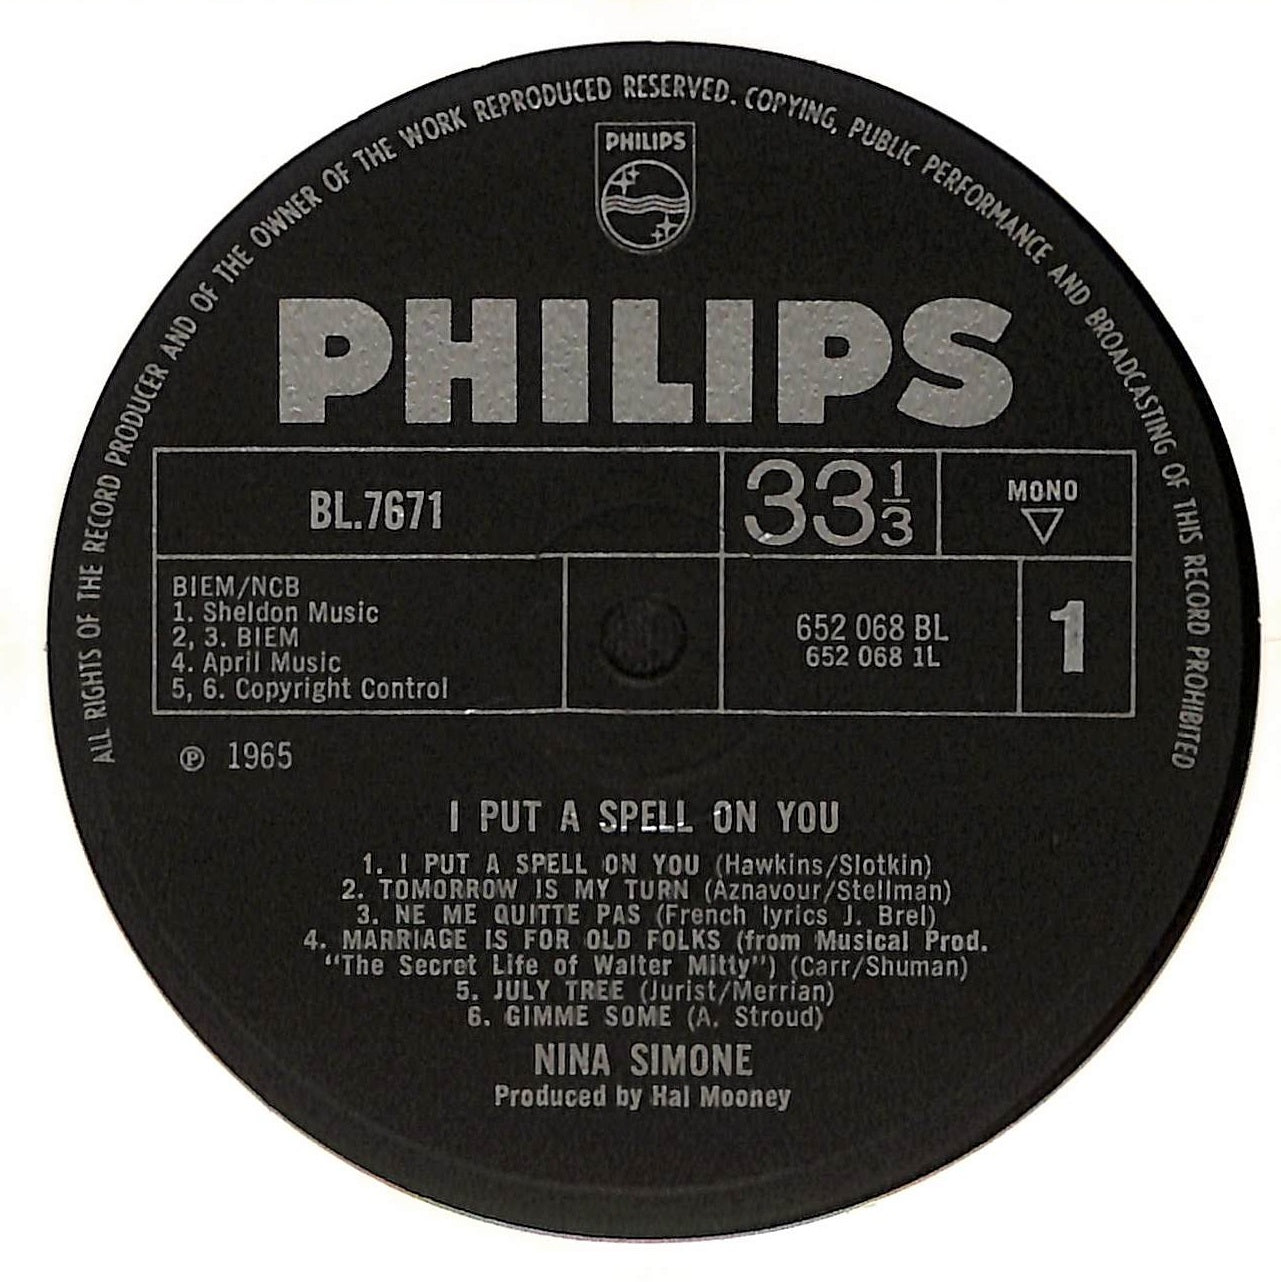 ALL RIGHTS OF THE RECORD PRODUCER AND OF THE OWNER OF THE WORK REPRODUCED RESERVED. COPYING, PUBLIC PERFORMANCE AND BROADCASTING OF THIS RECORD PROHIBITED
PHILIPS
PHILIPS
BL.7671
33 1/3
MONO
BIEM/NCB
1. Sheldon Music
2, 3. BIEM
4. April Music
5, 6. Copyright Control
652 068 BL
652 068 1L
1
℗ 1965
I PUT A SPELL ON YOU
1. I PUT A SPELL ON YOU (Hawkins/Slotkin)
2. TOMORROW IS MY TURN (Aznavour/Stellman)
3. NE ME QUITTE PAS (French lyrics J. Brel)
4. MARRIAGE IS FOR OLD FOLKS (from Musical Prod.
"The Secret Life of Walter Mitty") (Carr/Shuman)
5. JULY TREE (Jurist/Merrian)
6. GIMME SOME (A. Stroud)
NINA SIMONE
Produced by Hal Mooney